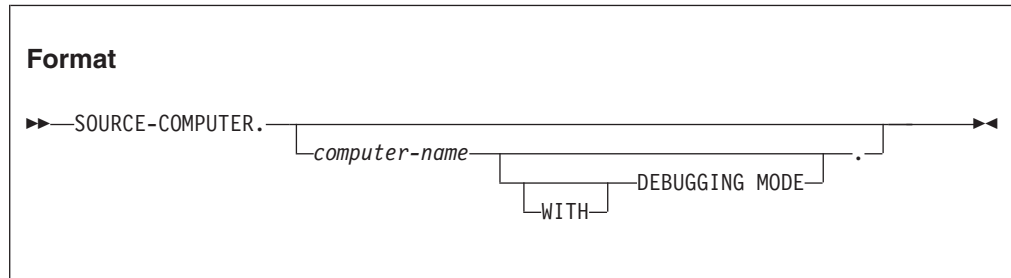 Format
SOURCE-COMPUTER.
computer-name .
DEBUGGING MODE
WITH